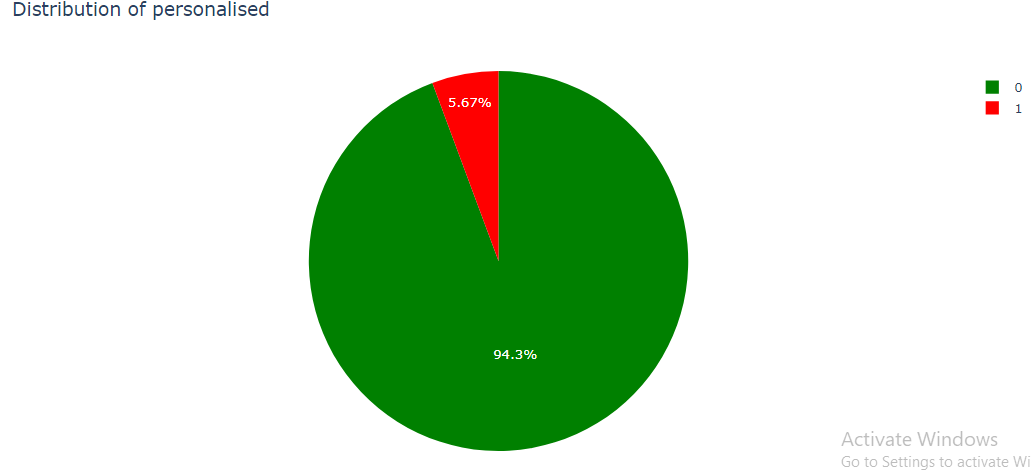 Distribution of personalised
0
1
5.67%
94.3%
Activate Windows
Go to Settings to activate Wi